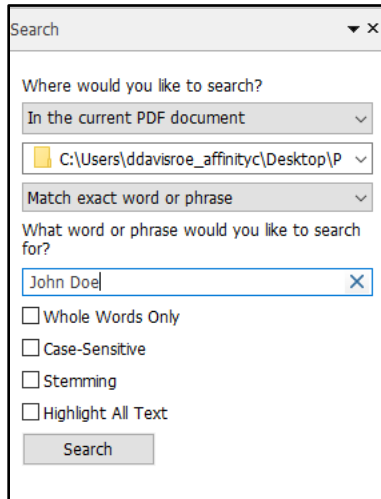 Search
Where would you like to search?
In the current PDF document
C:\Users\ddavisroe_affinityc\Desktop\P
Match exact word or phrase
What word or phrase would you like to search
for?
John Doe
Whole Words Only
Case-Sensitive
Stemming
Highlight All Text
Search